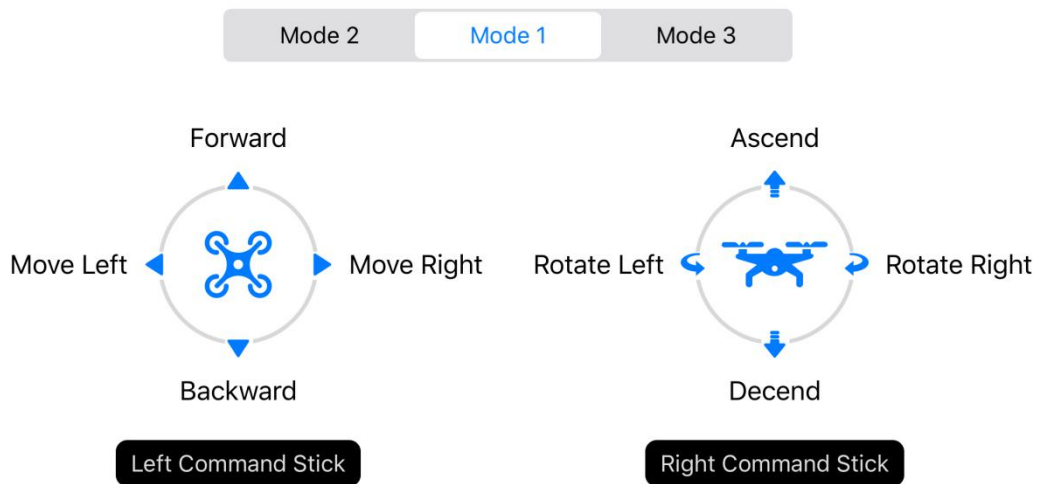 Mode 2 Mode 1 Mode 3
Forward
Ascend
Move Left
Move Right
Rotate Left
Rotate Right
Backward
Decend
Left Command Stick
Right Command Stick